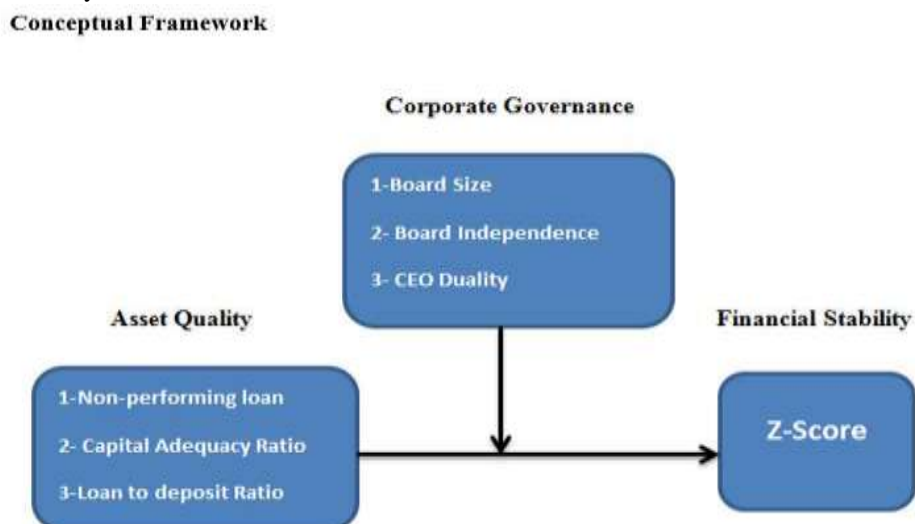 Conceptual Framework
Corporate Governance
1-Board Size
2- Board Independence
3- CEO Duality
Asset Quality
Financial Stability
1-Non-performing loan
2- Capital Adequacy Ratio
3-Loan to deposit Ratio
Z-Score